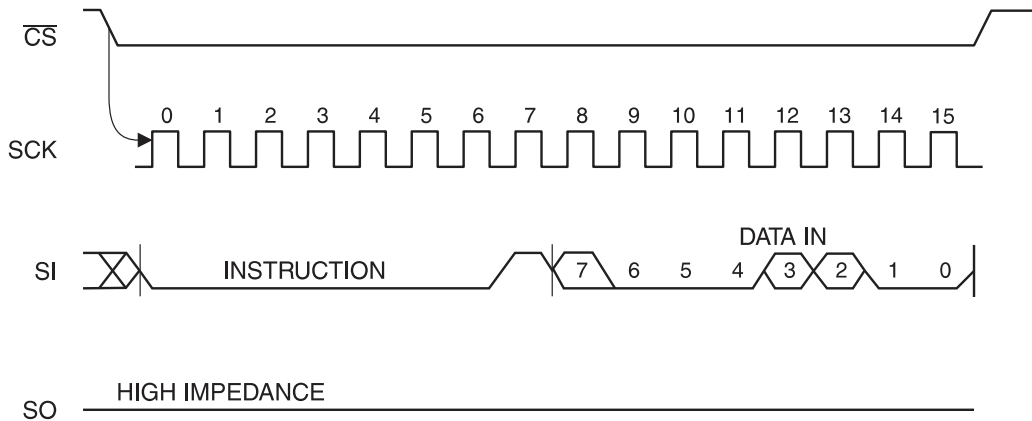 CS
0 1 2 3 4 5 6 7 8 9 10 11 12 13 14 15
SCK
DATA IN
SI INSTRUCTION 7 6 5 4 3 2 1 0
HIGH IMPEDANCE
SO